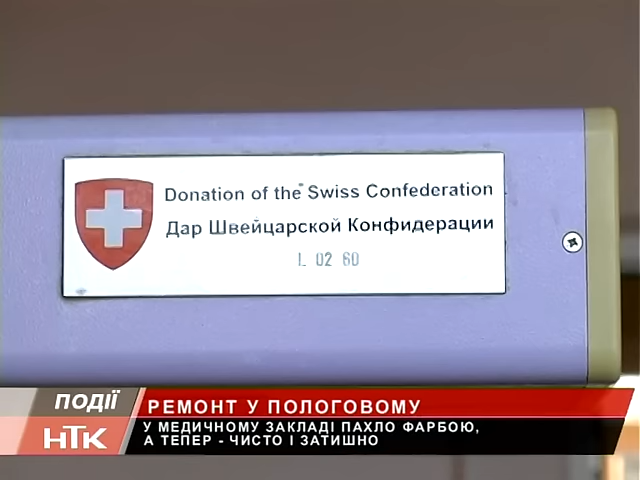 Donation of the Swiss Confederation
Дар Швейцарской Конфидерации
L 02 60
ПОДІЇ
НТК
РЕМОНТ У ПОЛОГОВОМУ
У МЕДИЧНОМУ ЗАКЛАДІ ПАХЛО ФАРБОЮ,
А ТЕПЕР - ЧИСТО І ЗАТИШНО